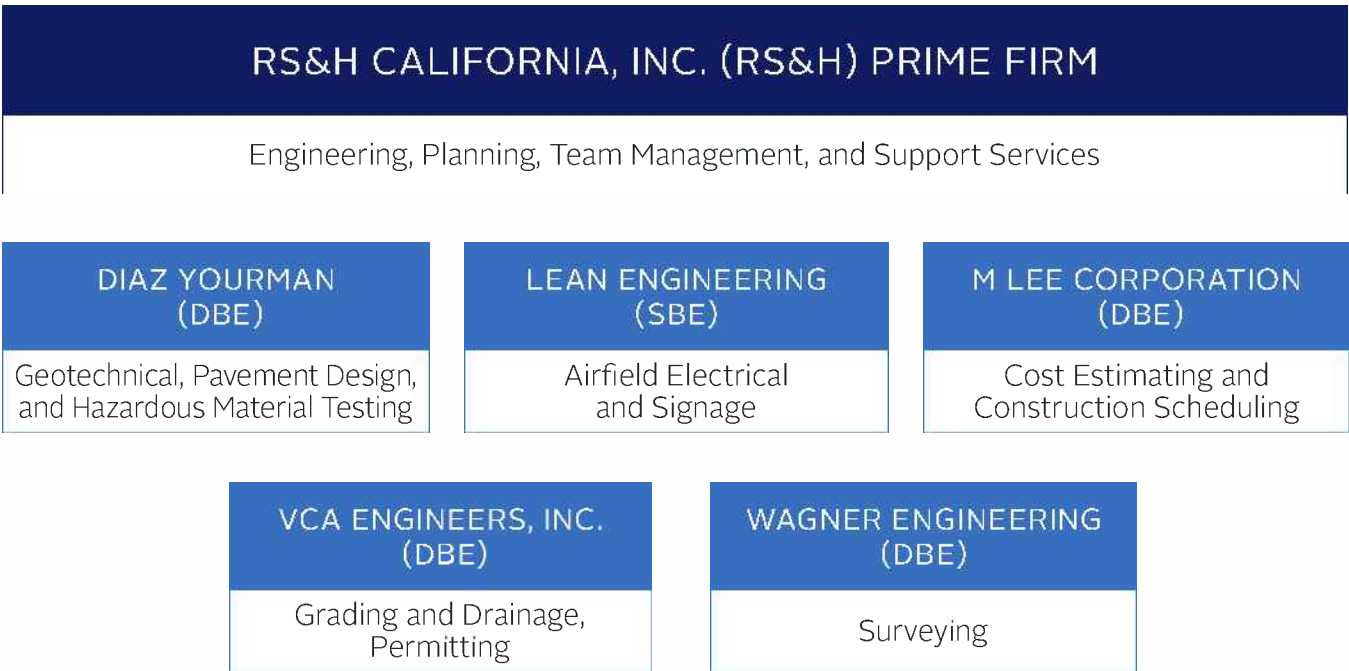 RS&H CALIFORNIA, INC. (RS&H) PRIME FIRM
Engineering, Planning, Team Management, and Support Services
DIAZ YOURMAN
(DBE)
Geotechnical, Pavement Design,
and Hazardous Material Testing
LEAN ENGINEERING
(SBE)
Airfield Electrical
and Signage
M LEE CORPORATION
(DBE)
Cost Estimating and
Construction Scheduling
VCA ENGINEERS, INC.
(DBE)
Grading and Drainage,
Permitting
WAGNER ENGINEERING
(DBE)
Surveying